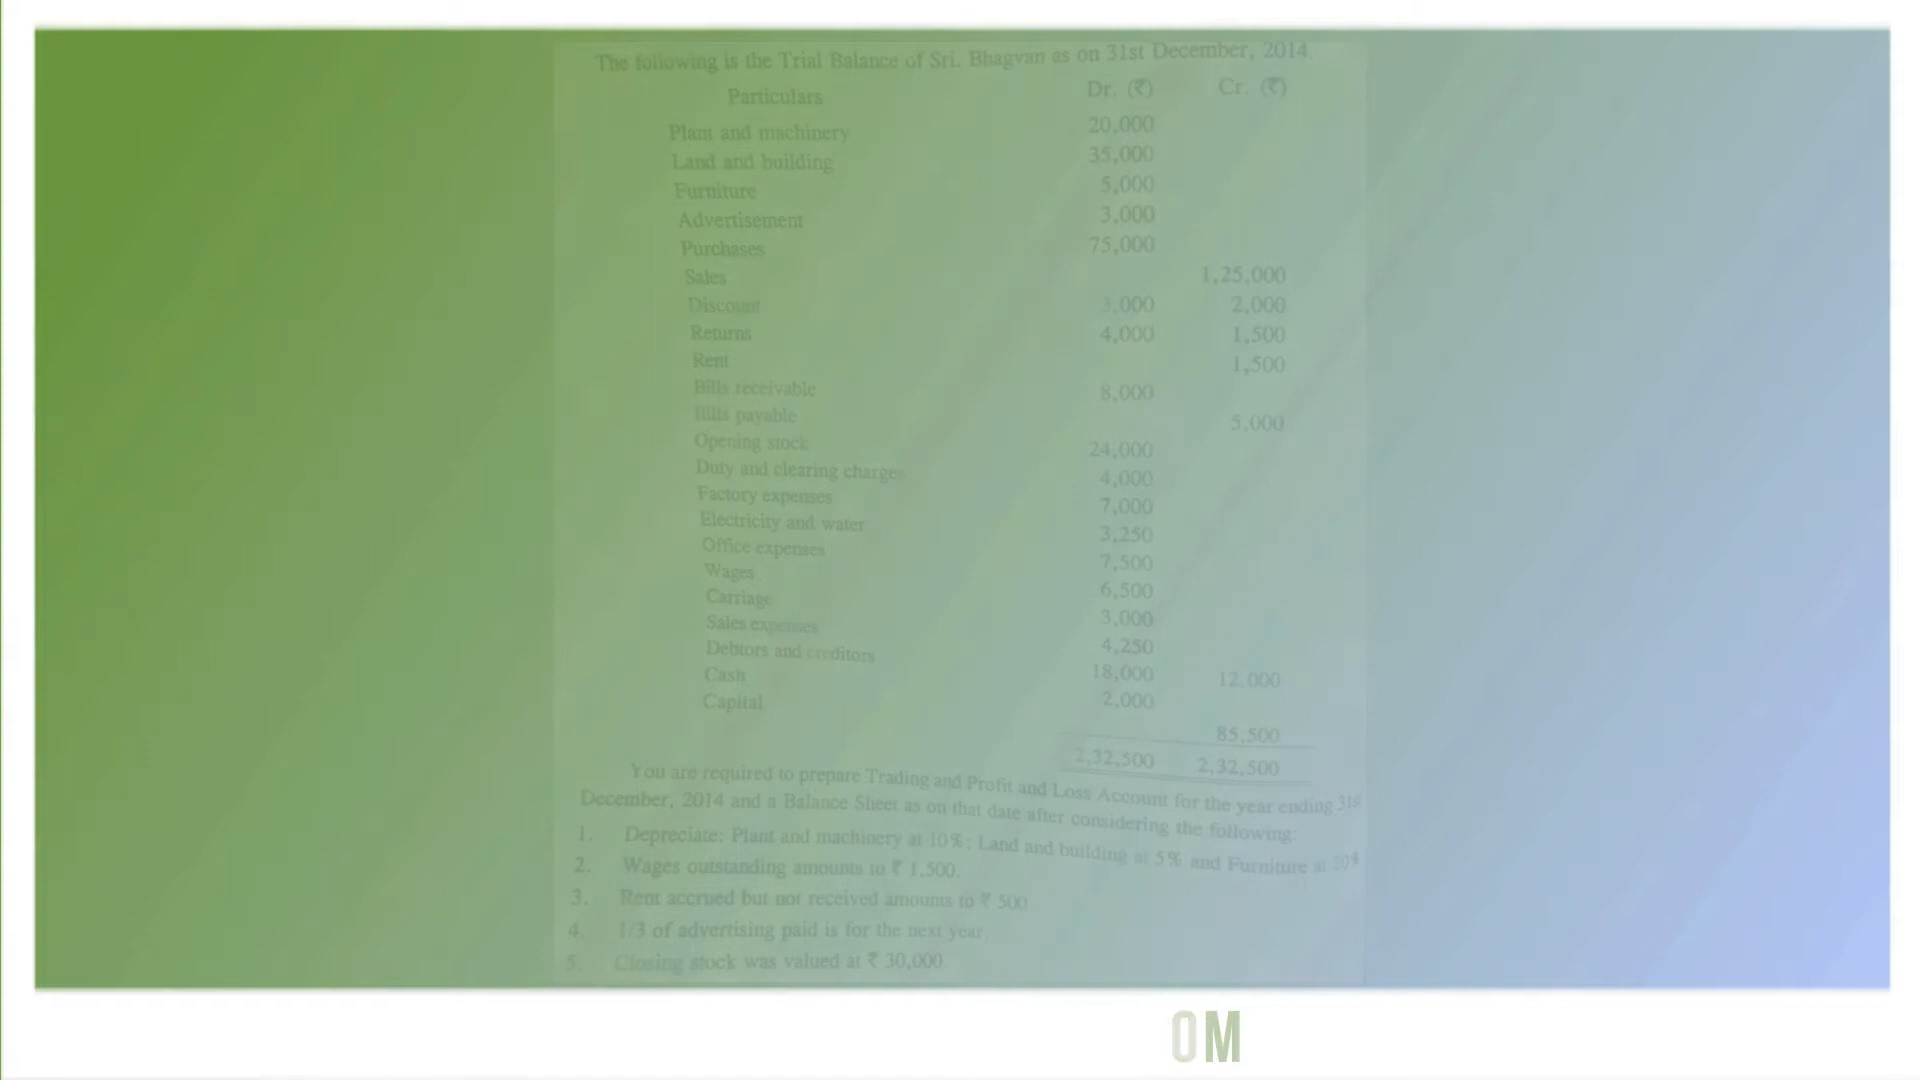 The following is the Trial Balance of Sri. Bhagvan as on 31st December, 2014.
Particulars Dr. (₹) Cr. (₹)
Plant and machinery 20,000
Land and building 35,000
Furniture 5,000
Advertisement 3,000
Purchases 75,000
Sales 1,25,000
Discount 3,000 2,000
Returns 4,000 1,500
Rent 1,500
Bills receivable 8,000
Bills payable 5,000
Opening stock 24,000
Duty and clearing charges 4,000
Factory expenses 7,000
Electricity and water 3,250
Office expenses 7,500
Wages 6,500
Carriage 3,000
Sales expenses 4,250
Debtors and creditors 18,000 12,000
Cash 2,000
Capital 85,500
2,32,500 2,32,500
You are required to prepare Trading and Profit and Loss Account for the year ending 31st
December, 2014 and a Balance Sheet as on that date after considering the following:
1. Depreciate: Plant and machinery at 10%; Land and building at 5% and Furniture at
2. Wages outstanding amounts to ₹ 1,500.
3. Rent accrued but not received amounts to ₹ 500
4. 1/3 of advertising paid is for the next year.
5. Closing stock was valued at ₹ 30,000.
OM